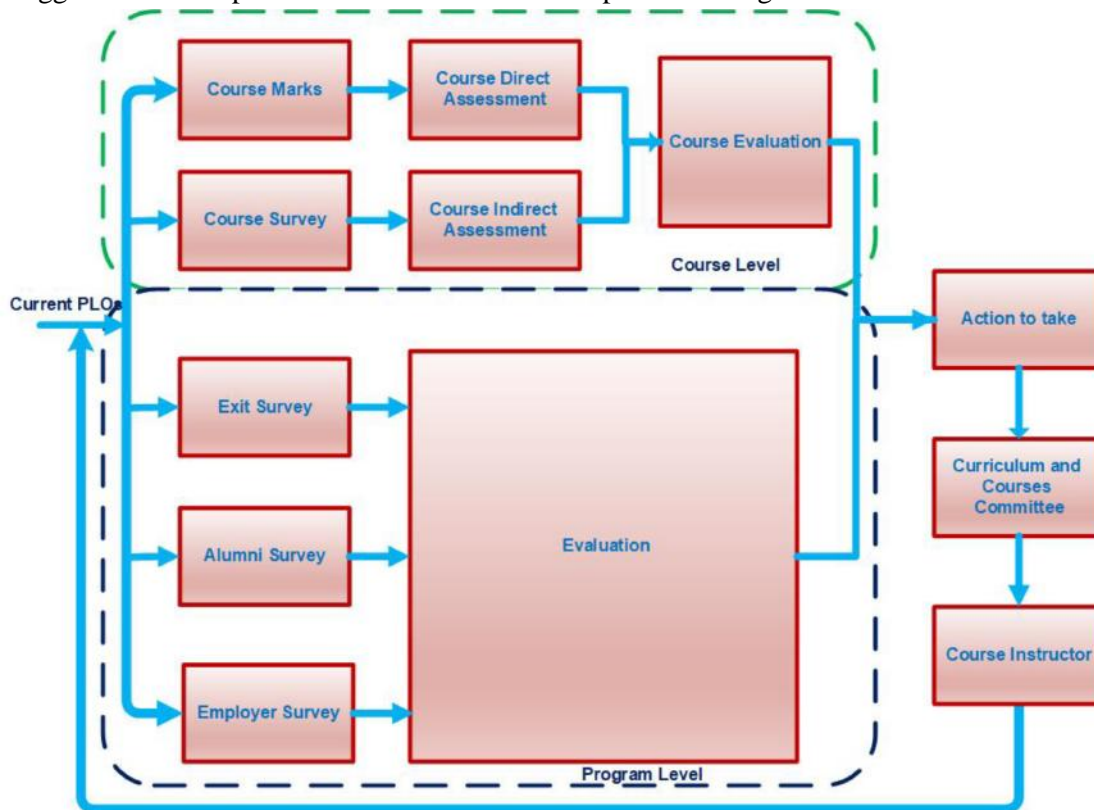 Course Marks
Course Direct
Assessment
Course Evaluation
Course Survey
Course Indirect
Assessment
Course Level
Current PLOs
Action to take
Exit Survey
Curriculum and
Courses
Committee
Alumni Survey
Evaluation
Course Instructor
Employer Survey
Program Level